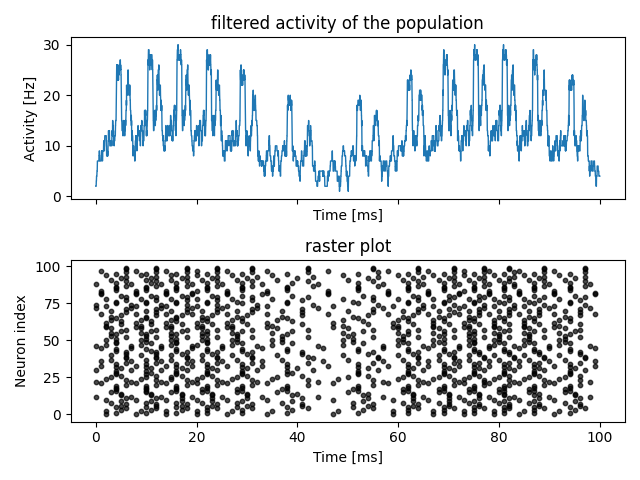 filtered activity of the population
30
20
10
0
Activity [Hz]
Time [ms]
raster plot
100
75
50
25
0
Neuron index
0 20 40 60 80 100
Time [ms]